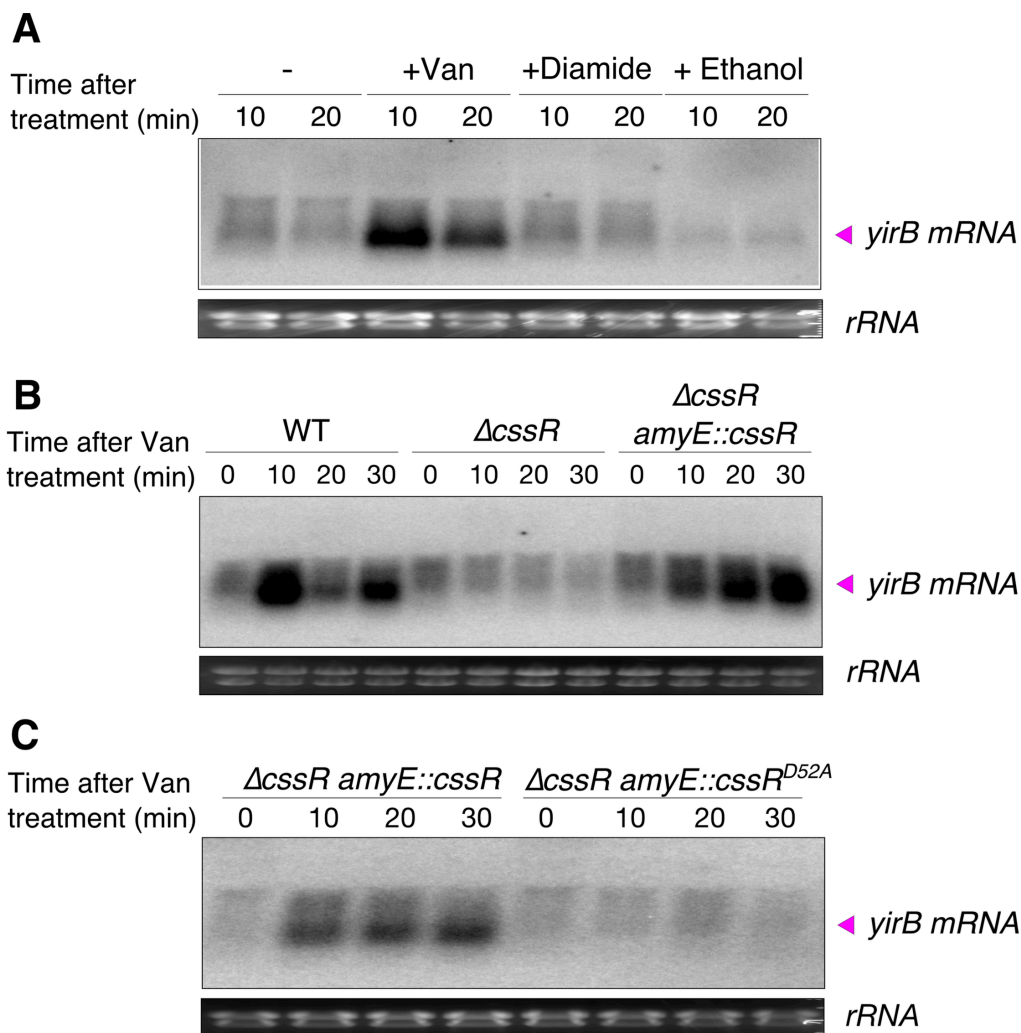 A
Time after
treatment (min)
- +Van +Diamide + Ethanol
10 20 10 20 10 20 10 20
yirB mRNA
rRNA
B
Time after Van
treatment (min)
WT ΔcssR ΔcssR
amyE::cssR
0 10 20 30 0 10 20 30 0 10 20 30
yirB mRNA
rRNA
C
Time after Van
treatment (min)
ΔcssR amyE::cssR ΔcssR amyE::cssR^D52A
0 10 20 30 0 10 20 30
yirB mRNA
rRNA